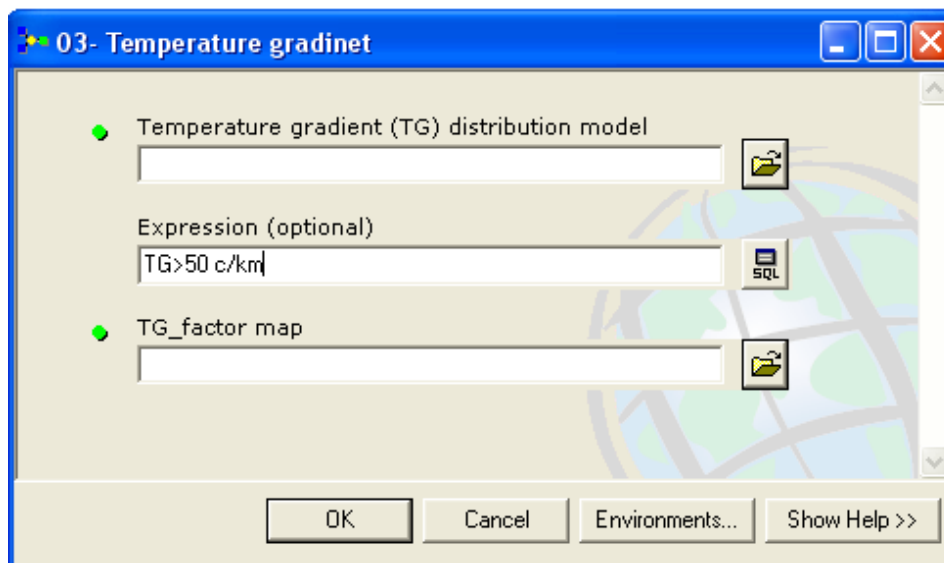 03- Temperature gradinet
Temperature gradient (TG) distribution model
Expression (optional)
TG>50 c/km
SQL
TG_factor map
OK Cancel Environments... Show Help >>